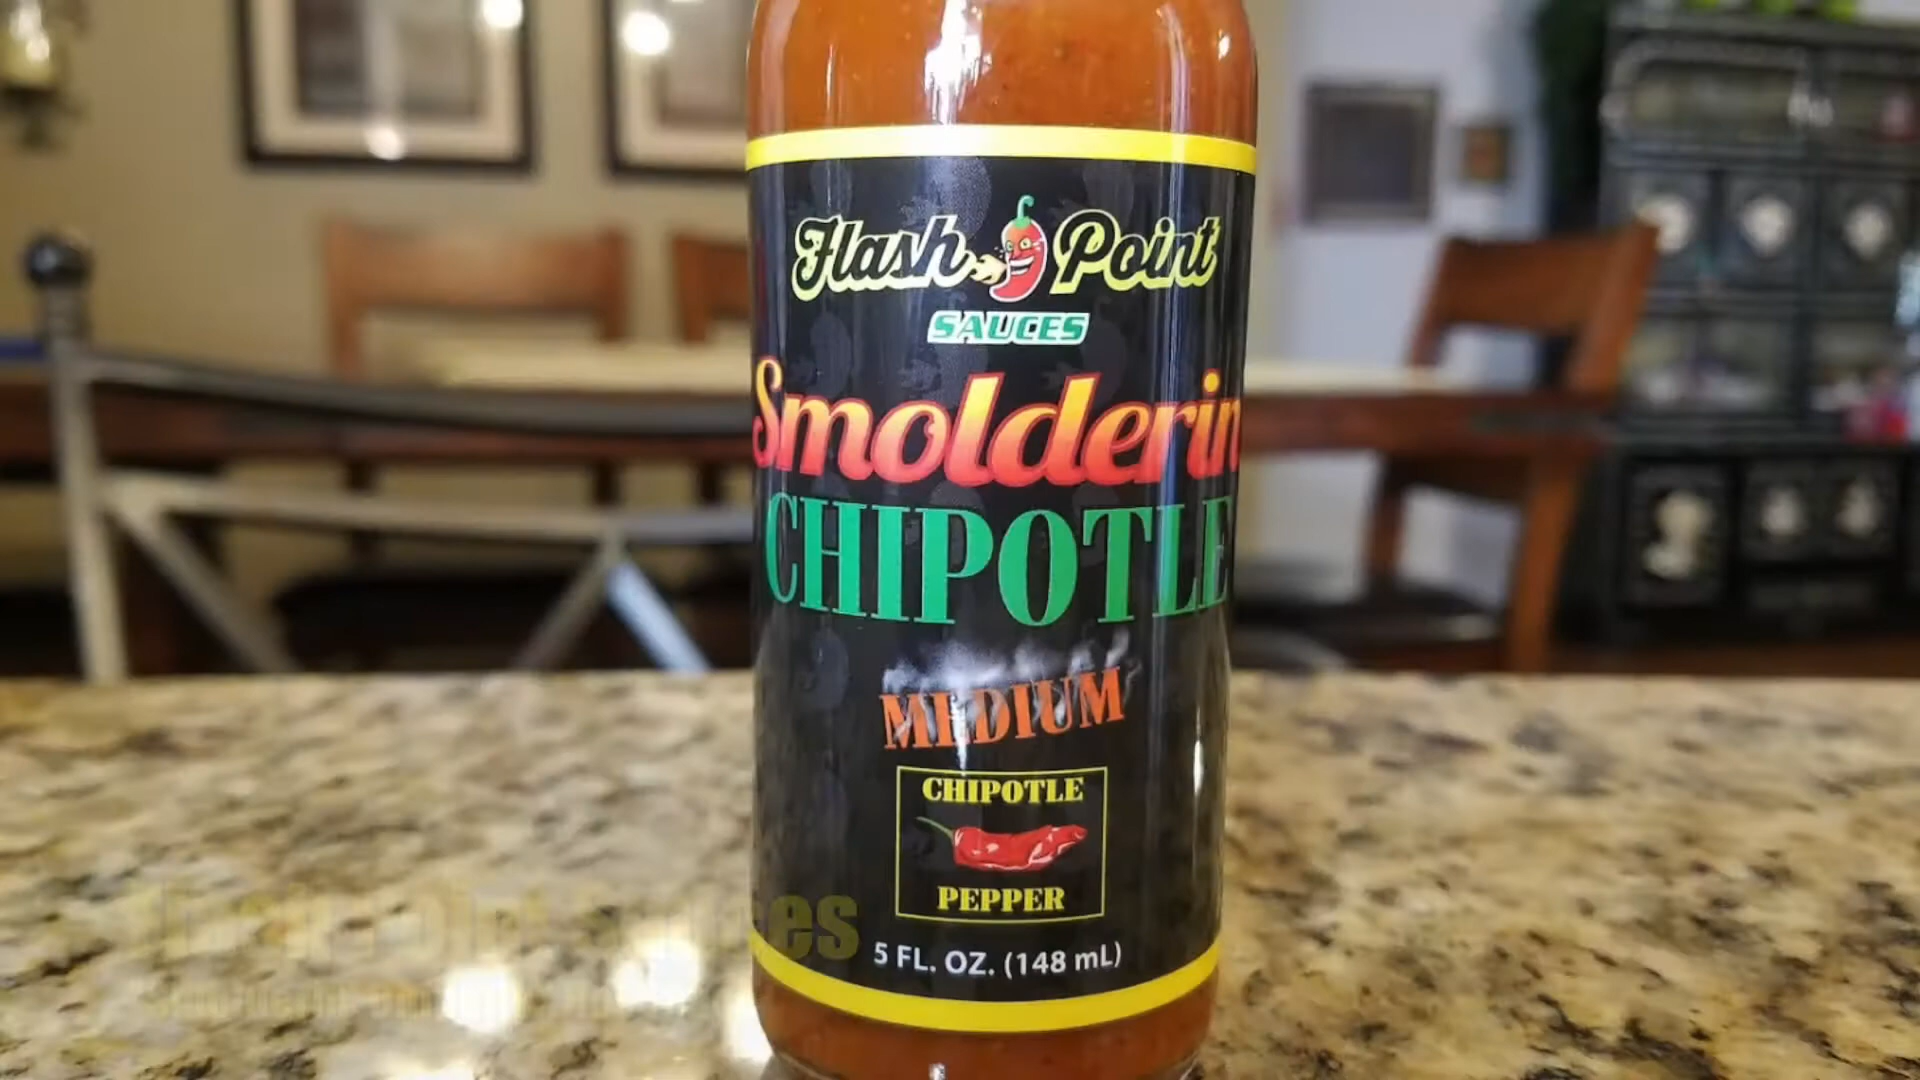 Flash Point
SAUCES
Smolderin
CHIPOTLE
MEDIUM
CHIPOTLE
PEPPER
5 FL. OZ. (148 mL)